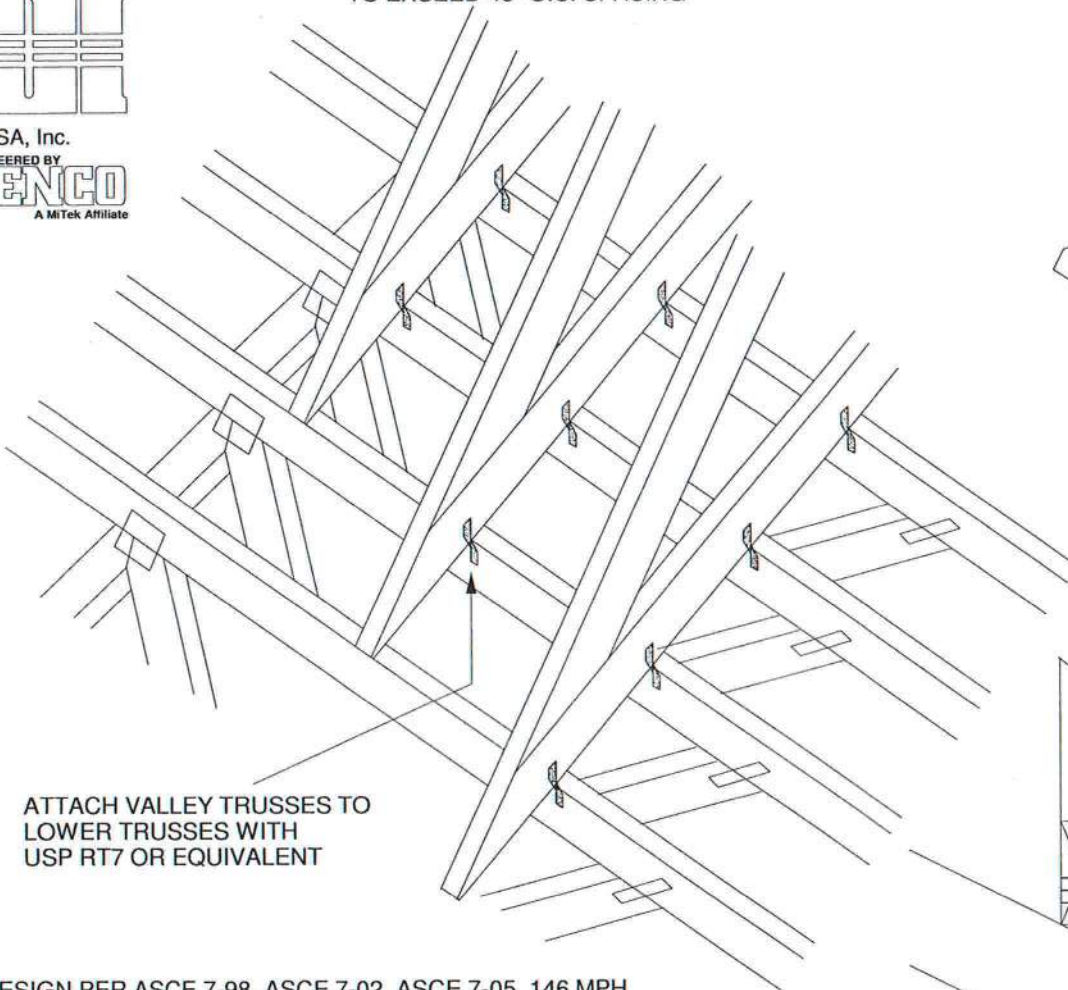 SA, Inc.
EERED BY
ENCO
A MiTek Affiliate
ATTACH VALLEY TRUSSES TO
LOWER TRUSSES WITH
USP RT7 OR EQUIVALENT
ESIGN PER ASCE 7-98, ASCE 7-02, ASCE 7-05 146 MPH